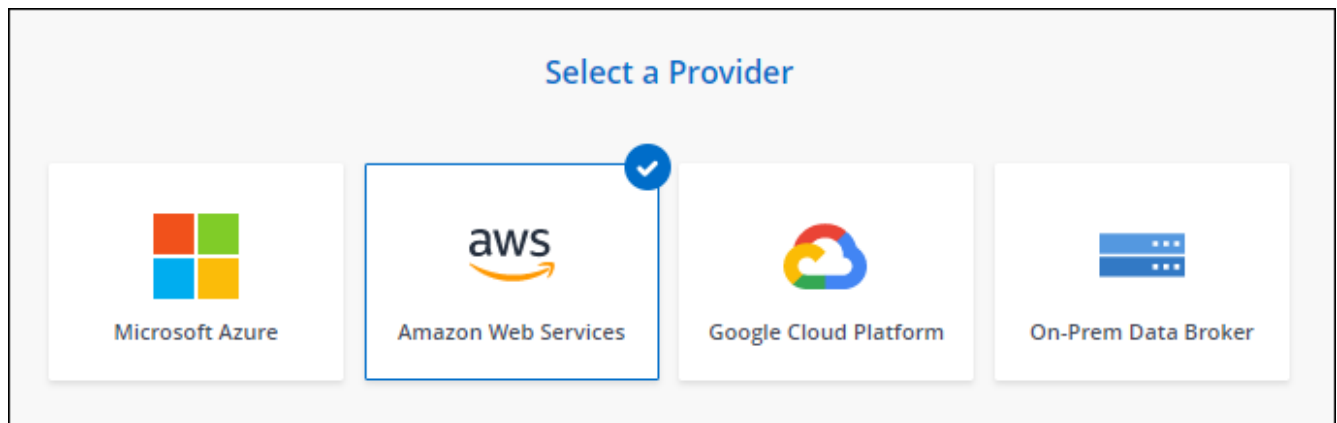 Select a Provider
aws
Microsoft Azure
Amazon Web Services
Google Cloud Platform
On-Prem Data Broker